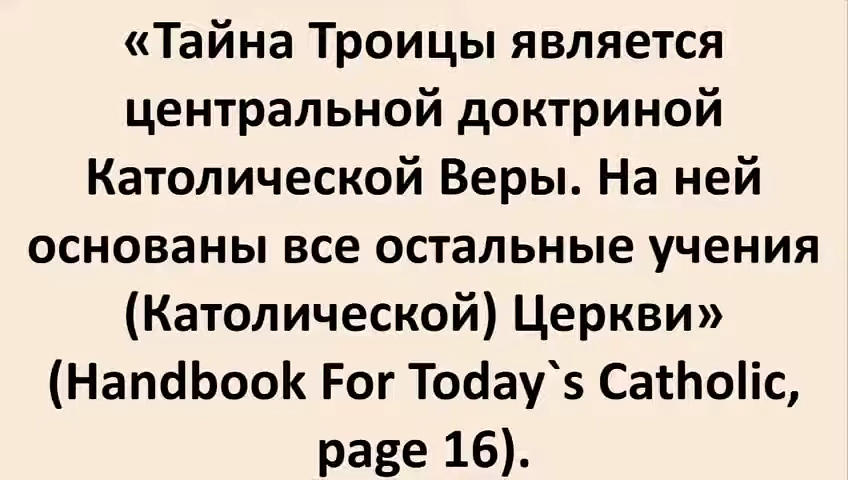 «Тайна Троицы является
центральной доктриной
Католической Веры. На ней
основаны все остальные учения
(Католической) Церкви»
(Handbook For Today`s Catholic,
page 16).